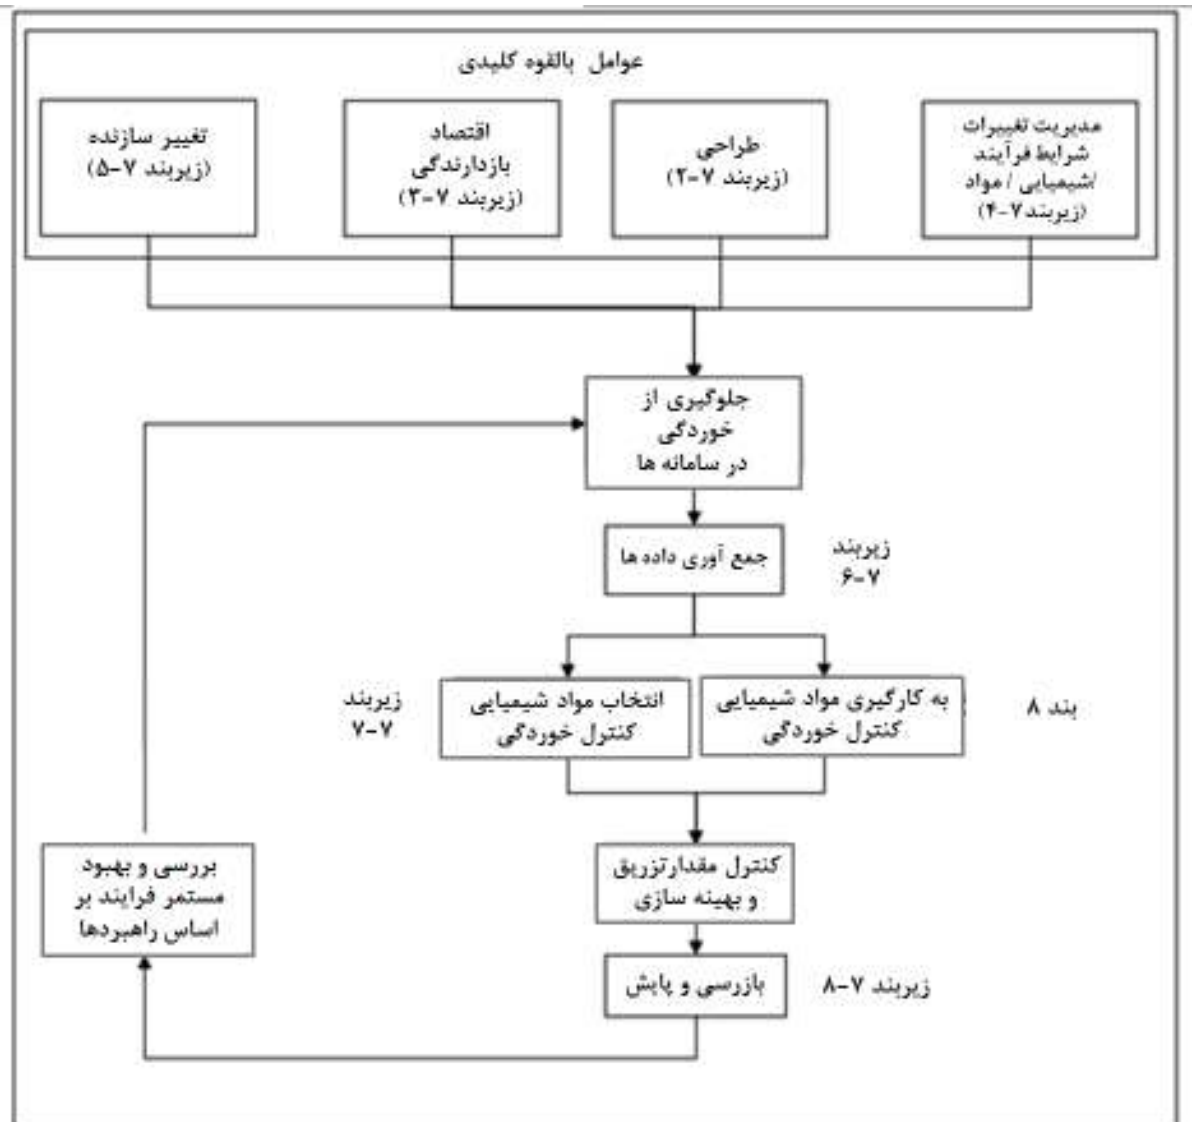 عوامل بالقوه کلیدی
مدیریت تغییرات
شرایط فرآیند
/شیمیایی / مواد
(زیربند۷-۴)
طراحی
(زیربند ۷-۲)
اقتصاد
بازدارندگی
(زیربند ۷-۳)
تغییر سازنده
(زیربند ۷-۵)
جلوگیری از
خوردگی
در سامانه ها
جمع آوری داده ها
زیربند
۷-۶
به کارگیری مواد شیمیایی
کنترل خوردگی
بند ۸
انتخاب مواد شیمیایی
کنترل خوردگی
زیربند
۷-۷
کنترل مقدارتزریق
و بهینه سازی
بررسی و بهبود
مستمر فرایند بر
اساس راهبردها
بازرسی و پایش
زیربند ۷-۸